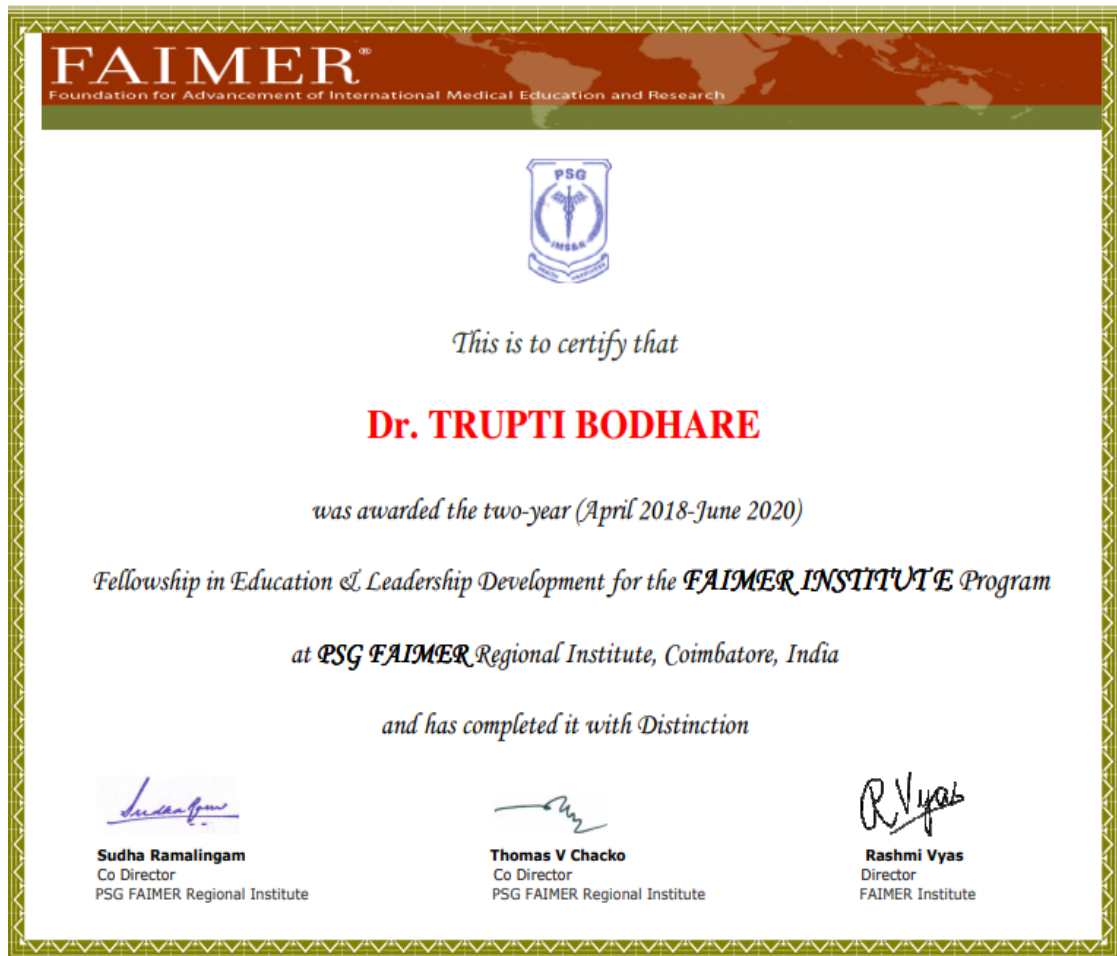 FAIMER®
Foundation for Advancement of International Medical Education and Research
PSG
IMS&R
This is to certify that
Dr. TRUPTI BODHARE
was awarded the two-year (April 2018-June 2020)
Fellowship in Education & Leadership Development for the FAIMER INSTITUTE Program
at PSG FAIMER Regional Institute, Coimbatore, India
and has completed it with Distinction
R Vyas
Sudha Ramalingam
Thomas V Chacko
Rashmi Vyas
Co Director
Co Director
Director
PSG FAIMER Regional Institute
PSG FAIMER Regional Institute
FAIMER Institute